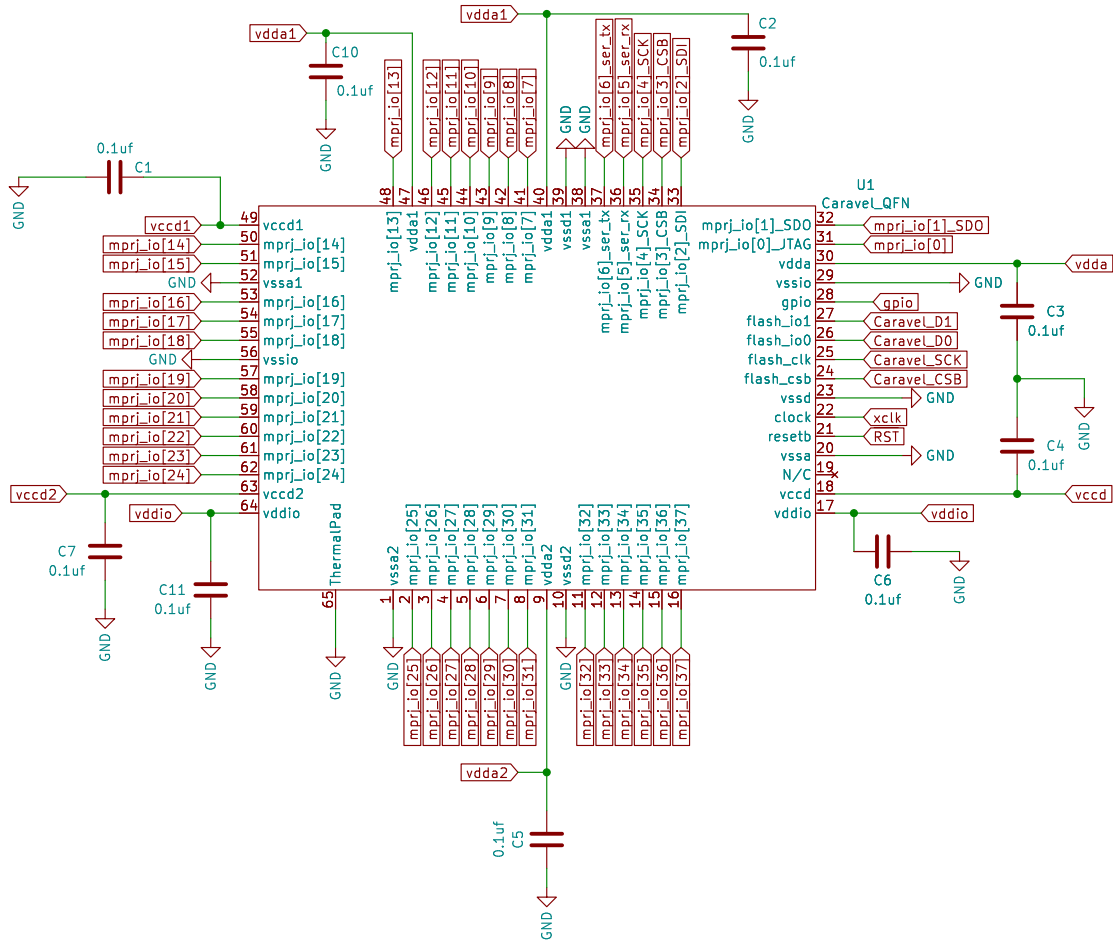 vdda1
C2
0.1uf
GND
vdda1
C10
0.1uf
GND
mprj_io[13]
mprj_io[12]
mprj_io[11]
mprj_io[10]
mprj_io[9]
mprj_io[8]
mprj_io[7]
GND
GND
mprj_io[6]_ser_tx
mprj_io[5]_ser_rx
mprj_io[4]_SCK
mprj_io[3]_CSB
mprj_io[2]_SDI
0.1uf
C1
GND
U1
Caravel_QFN
48
47
46
45
44
43
42
41
40
39
38
37
36
35
34
33
mprj_io[13]
vdda1
mprj_io[12]
mprj_io[11]
mprj_io[10]
mprj_io[9]
mprj_io[8]
mprj_io[7]
vdda1
vssd1
vssa1
mprj_io[6]_ser_tx
mprj_io[5]_ser_rx
mprj_io[4]_SCK
mprj_io[3]_CSB
mprj_io[2]_SDI
vccd1 49 vccd1
mprj_io[14] 50 mprj_io[14]
mprj_io[15] 51 mprj_io[15]
GND 52 vssa1
mprj_io[16] 53 mprj_io[16]
mprj_io[17] 54 mprj_io[17]
mprj_io[18] 55 mprj_io[18]
GND 56 vssio
mprj_io[19] 57 mprj_io[19]
mprj_io[20] 58 mprj_io[20]
mprj_io[21] 59 mprj_io[21]
mprj_io[22] 60 mprj_io[22]
mprj_io[23] 61 mprj_io[23]
mprj_io[24] 62 mprj_io[24]
vccd2 63 vccd2
vddio 64 vddio
mprj_io[1]_SDO 32 mprj_io[1]_SDO
mprj_io[0]_JTAG 31 mprj_io[0]
vdda 30 vdda
vssio 29 GND
gpio 28 gpio
flash_io1 27 Caravel_D1
flash_io0 26 Caravel_D0
flash_clk 25 Caravel_SCK
flash_csb 24 Caravel_CSB
vssd 23 GND
clock 22 xclk
resetb 21 RST
vssa 20 GND
N/C 19
vccd 18 vccd
vddio 17 vddio
C3
0.1uf
GND
C4
0.1uf
C7
0.1uf
GND
C11
0.1uf
GND
C6
0.1uf
GND
ThermalPad
vssa2
mprj_io[25]
mprj_io[26]
mprj_io[27]
mprj_io[28]
mprj_io[29]
mprj_io[30]
mprj_io[31]
vdda2
vssd2
mprj_io[32]
mprj_io[33]
mprj_io[34]
mprj_io[35]
mprj_io[36]
mprj_io[37]
65
1
2
3
4
5
6
7
8
9
10
11
12
13
14
15
16
GND
GND
mprj_io[25]
mprj_io[26]
mprj_io[27]
mprj_io[28]
mprj_io[29]
mprj_io[30]
mprj_io[31]
GND
mprj_io[32]
mprj_io[33]
mprj_io[34]
mprj_io[35]
mprj_io[36]
mprj_io[37]
vdda2
0.1uf
C5
GND